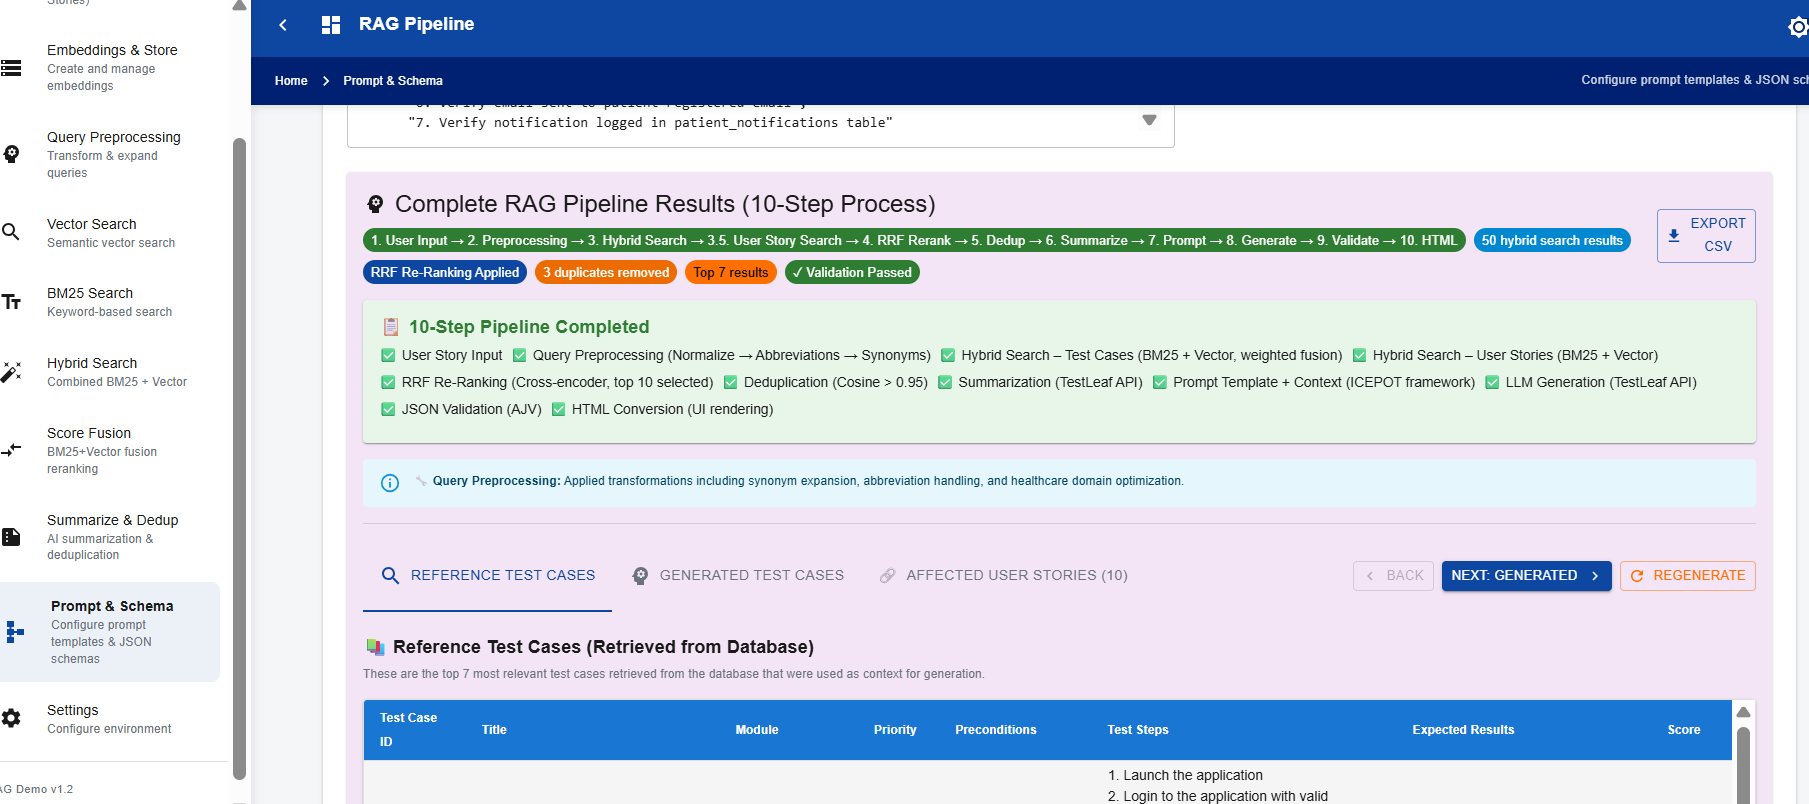 Stories)
Embeddings & Store
Create and manage
embeddings
Query Preprocessing
Transform & expand
queries
Vector Search
Semantic vector search
BM25 Search
Keyword-based search
Hybrid Search
Combined BM25 + Vector
Score Fusion
BM25+Vector fusion
reranking
Summarize & Dedup
AI summarization &
deduplication
Prompt & Schema
Configure prompt
templates & JSON
schemas
Settings
Configure environment
AG Demo v1.2
RAG Pipeline
Home > Prompt & Schema
Configure prompt templates & JSON sch
"6. Verify email sent to patient registered email",
"7. Verify notification logged in patient_notifications table"
Complete RAG Pipeline Results (10-Step Process)
1. User Input → 2. Preprocessing → 3. Hybrid Search → 3.5. User Story Search → 4. RRF Rerank → 5. Dedup → 6. Summarize → 7. Prompt → 8. Generate → 9. Validate → 10. HTML
50 hybrid search results
RRF Re-Ranking Applied
3 duplicates removed
Top 7 results
✓ Validation Passed
EXPORT
CSV
10-Step Pipeline Completed
✅ User Story Input ✅ Query Preprocessing (Normalize → Abbreviations → Synonyms) ✅ Hybrid Search – Test Cases (BM25 + Vector, weighted fusion) ✅ Hybrid Search – User Stories (BM25 + Vector)
✅ RRF Re-Ranking (Cross-encoder, top 10 selected) ✅ Deduplication (Cosine > 0.95) ✅ Summarization (TestLeaf API) ✅ Prompt Template + Context (ICEPOT framework) ✅ LLM Generation (TestLeaf API)
✅ JSON Validation (AJV) ✅ HTML Conversion (UI rendering)
Query Preprocessing: Applied transformations including synonym expansion, abbreviation handling, and healthcare domain optimization.
REFERENCE TEST CASES
GENERATED TEST CASES
AFFECTED USER STORIES (10)
BACK
NEXT: GENERATED
REGENERATE
Reference Test Cases (Retrieved from Database)
These are the top 7 most relevant test cases retrieved from the database that were used as context for generation.
Test Case
ID
Title
Module
Priority
Preconditions
Test Steps
Expected Results
Score
1. Launch the application
2. Login to the application with valid